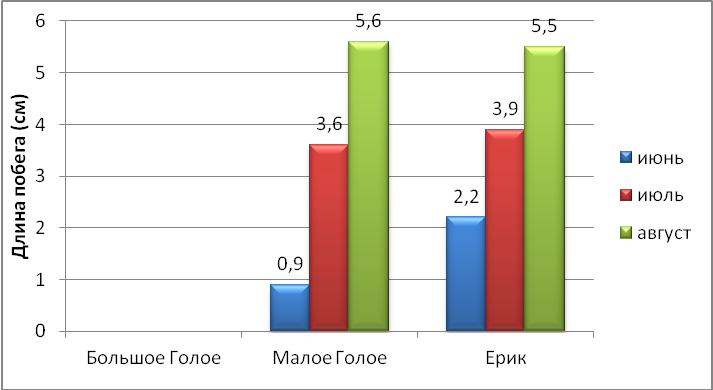 Длина побега (см)
6
5
4
3
2
1
0
0,9
3,6
5,6
2,2
3,9
5,5
Большое Голое
Малое Голое
Ерик
июнь
июль
август